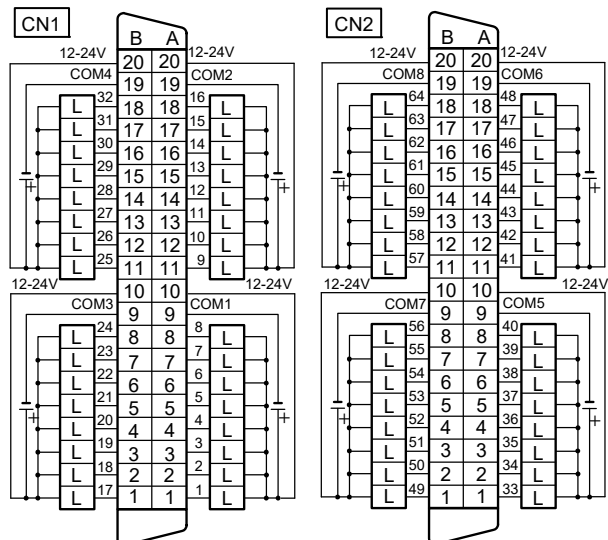 CN1
B A
12-24V 20 20 12-24V
COM4 19 19 COM2
32 L 18 18 16 L
31 L 17 17 15 L
30 L 16 16 14 L
29 L 15 15 13 L
28 L 14 14 12 L
27 L 13 13 11 L
26 L 12 12 10 L
25 L 11 11 9 L
12-24V 10 10 12-24V
COM3 9 9 COM1
24 L 8 8 8 L
23 L 7 7 7 L
22 L 6 6 6 L
21 L 5 5 5 L
20 L 4 4 4 L
19 L 3 3 3 L
18 L 2 2 2 L
17 L 1 1 1 L
+ +
+ +
CN2
B A
12-24V 20 20 12-24V
COM8 19 19 COM6
64 L 18 18 48 L
63 L 17 17 47 L
62 L 16 16 46 L
61 L 15 15 45 L
60 L 14 14 44 L
59 L 13 13 43 L
58 L 12 12 42 L
57 L 11 11 41 L
12-24V 10 10 12-24V
COM7 9 9 COM5
56 L 8 8 40 L
55 L 7 7 39 L
54 L 6 6 38 L
53 L 5 5 37 L
52 L 4 4 36 L
51 L 3 3 35 L
50 L 2 2 34 L
49 L 1 1 33 L
+ +
+ +